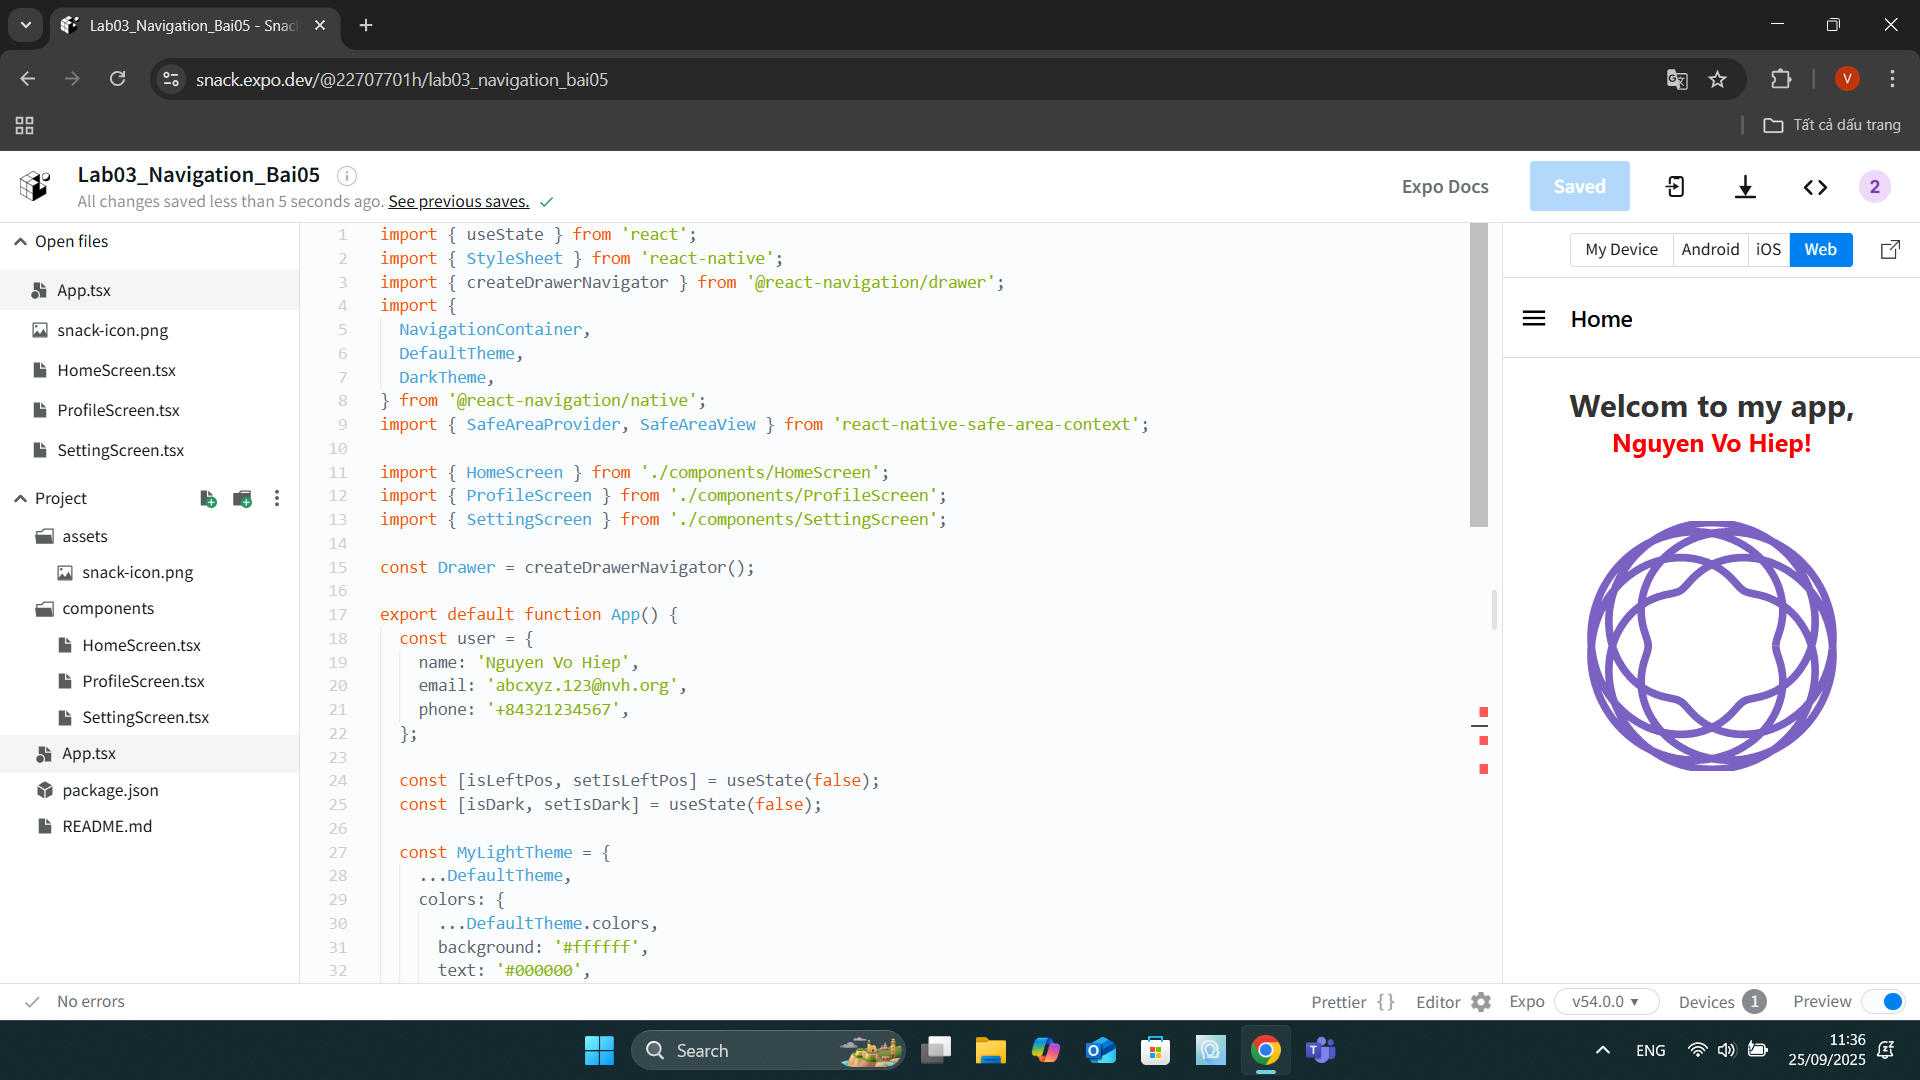 Lab03_Navigation_Bai05 - Snac
snack.expo.dev/@22707701h/lab03_navigation_bai05
V
Tất cả dấu trang
Lab03_Navigation_Bai05
All changes saved less than 5 seconds ago. See previous saves.
Expo Docs
Saved
2
Open files
App.tsx
snack-icon.png
HomeScreen.tsx
ProfileScreen.tsx
SettingScreen.tsx
Project
assets
snack-icon.png
components
HomeScreen.tsx
ProfileScreen.tsx
SettingScreen.tsx
App.tsx
package.json
README.md
1 import { useState } from 'react';
2 import { StyleSheet } from 'react-native';
3 import { createDrawerNavigator } from '@react-navigation/drawer';
4 import {
5 NavigationContainer,
6 DefaultTheme,
7 DarkTheme,
8 } from '@react-navigation/native';
9 import { SafeAreaProvider, SafeAreaView } from 'react-native-safe-area-context';
10
11 import { HomeScreen } from './components/HomeScreen';
12 import { ProfileScreen } from './components/ProfileScreen';
13 import { SettingScreen } from './components/SettingScreen';
14
15 const Drawer = createDrawerNavigator();
16
17 export default function App() {
18 const user = {
19 name: 'Nguyen Vo Hiep',
20 email: 'abcxyz.123@nvh.org',
21 phone: '+84321234567',
22 };
23
24 const [isLeftPos, setIsLeftPos] = useState(false);
25 const [isDark, setIsDark] = useState(false);
26
27 const MyLightTheme = {
28 ...DefaultTheme,
29 colors: {
30 ...DefaultTheme.colors,
31 background: '#ffffff',
32 text: '#000000',
My Device
Android
iOS
Web
Home
Welcom to my app,
Nguyen Vo Hiep!
No errors
Prettier { }
Editor
Expo
v54.0.0
Devices 1
Preview
Search
ENG
11:36
25/09/2025